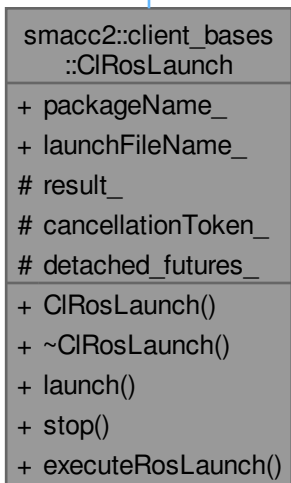 smacc2::client_bases
::ClRosLaunch
+ packageName_
+ launchFileName_
# result_
# cancellationToken_
# detached_futures_
+ ClRosLaunch()
+ ~ClRosLaunch()
+ launch()
+ stop()
+ executeRosLaunch()